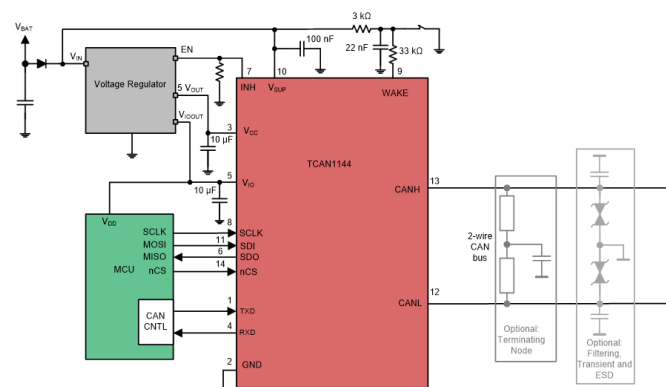 3 kΩ
VBAT
100 nF
22 nF
33 kΩ
VIN
EN
7
10
9
INH
VSUP
WAKE
Voltage Regulator
5 VOUT
VIOOUT
3
VCC
10 µF
TCAN1144
5
VIO
10 µF
13
CANH
VDD
SCLK
8
SCLK
MOSI
11
SDI
MISO
6
SDO
MCU
nCS
14
nCS
2-wire
CAN
bus
12
CANL
1
TXD
CAN
CNTL
4
RXD
2
GND
Optional:
Terminating
Node
Optional:
Filtering,
Transient and
ESD